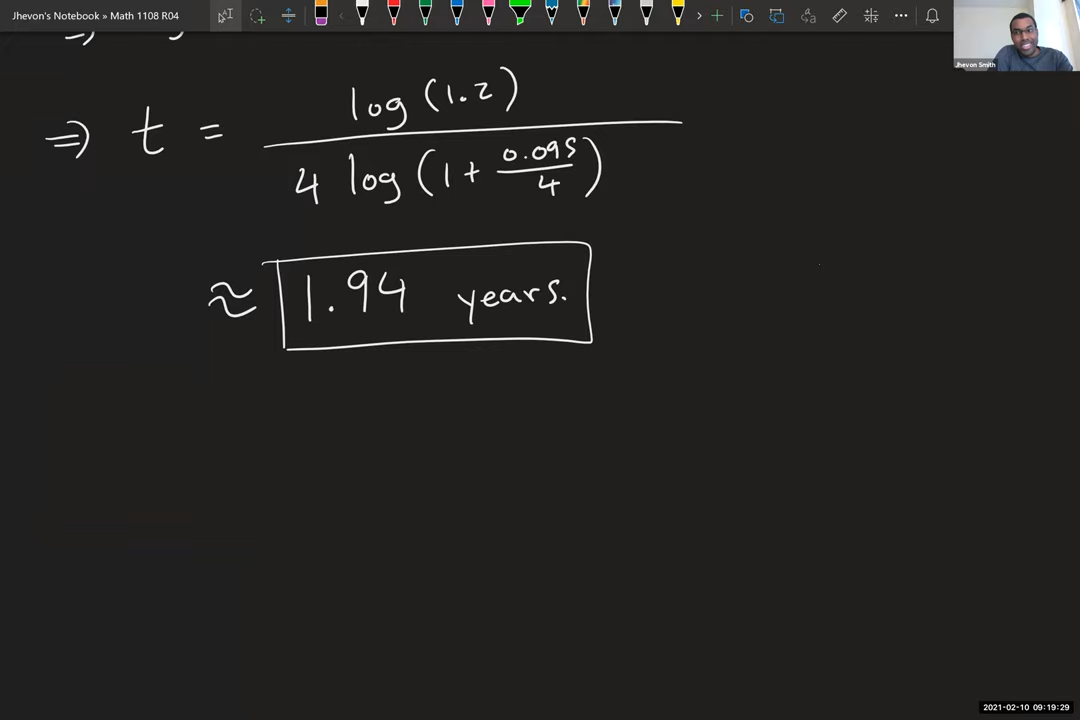 Jhevon's Notebook » Math 1108 R04
Jhevon Smith
⇒ t = log(1.2) / 4 log(1 + 0.095/4)
≈ 1.94 years.
2021-02-10 09:19:29